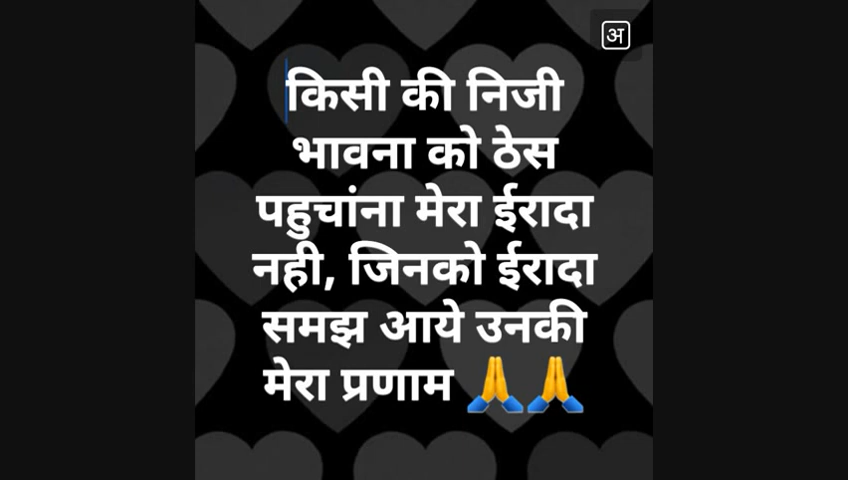 अ
किसी की निजी
भावना को ठेस
पहुचांना मेरा ईरादा
नही, जिनको ईरादा
समझ आये उनकी
मेरा प्रणाम 🙏🙏